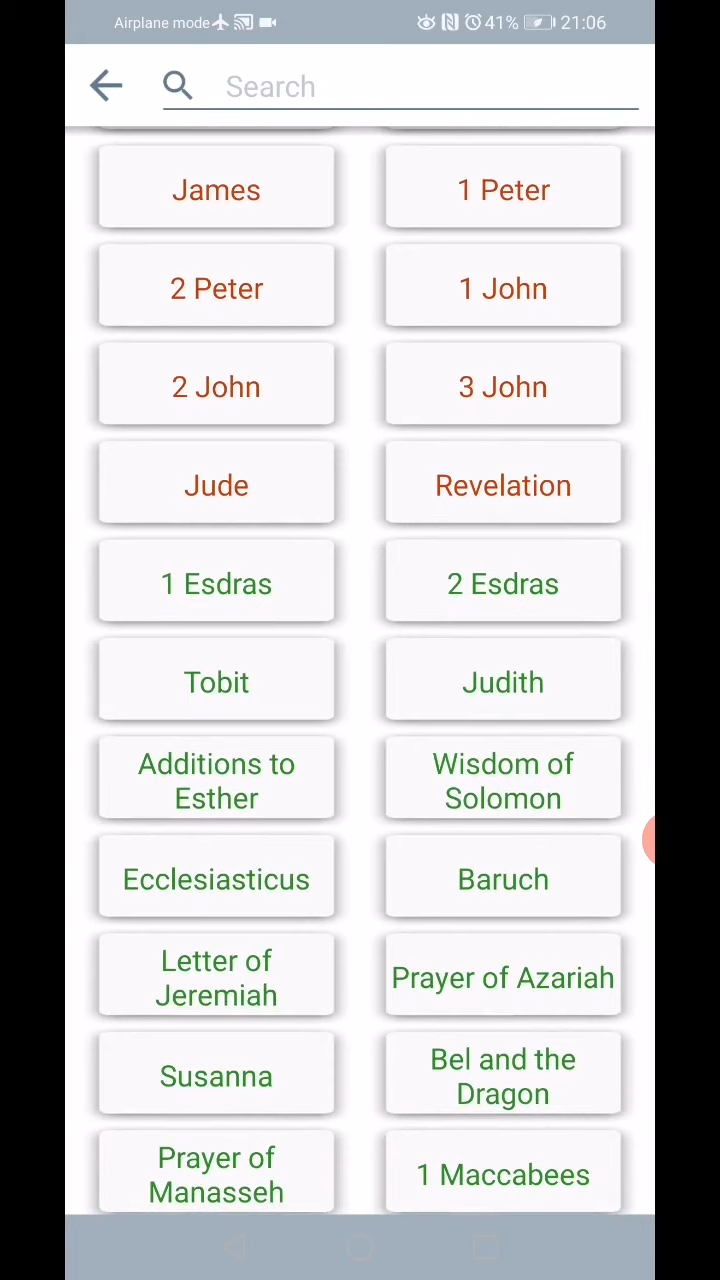 Airplane mode 41% 21:06
Search
James
1 Peter
2 Peter
1 John
2 John
3 John
Jude
Revelation
1 Esdras
2 Esdras
Tobit
Judith
Additions to
Esther
Wisdom of
Solomon
Ecclesiasticus
Baruch
Letter of
Jeremiah
Prayer of Azariah
Susanna
Bel and the
Dragon
Prayer of
Manasseh
1 Maccabees